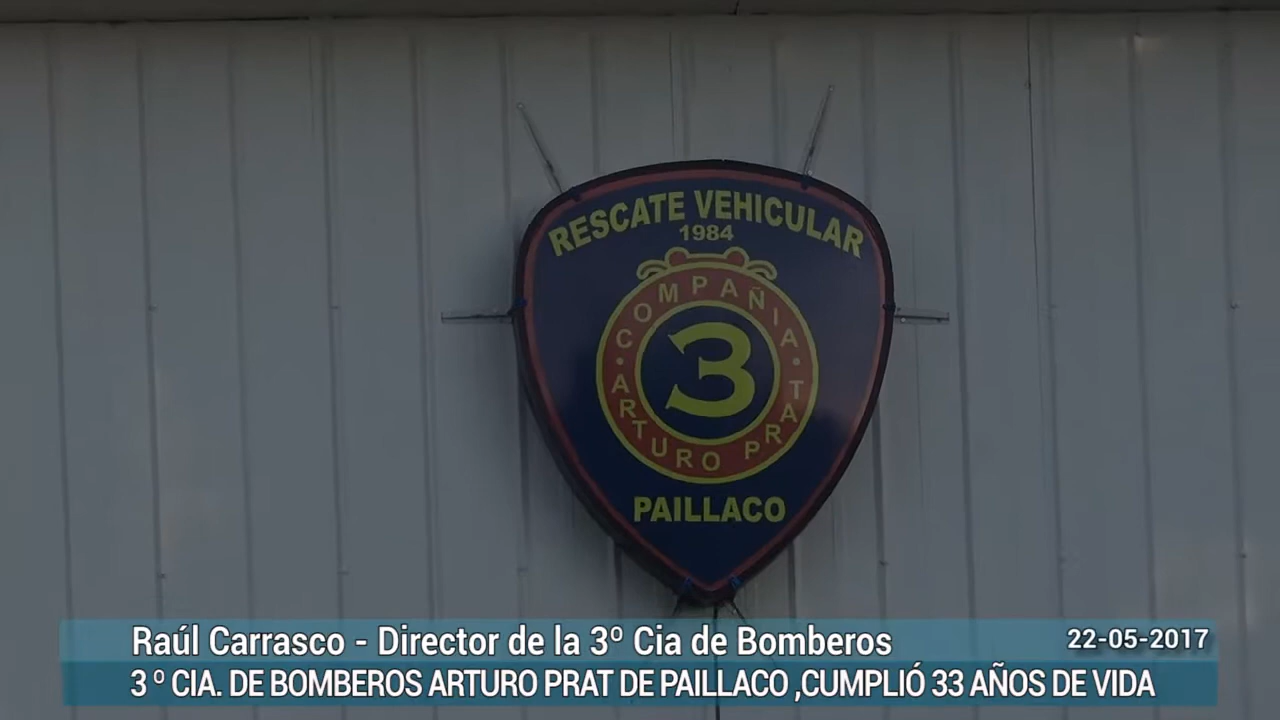 RESCATE VEHICULAR
1984
COMPAÑIA
3
ARTURO PRAT
PAILLACO
Raúl Carrasco - Director de la 3º Cia de Bomberos
22-05-2017
3 º CIA. DE BOMBEROS ARTURO PRAT DE PAILLACO ,CUMPLIÓ 33 AÑOS DE VIDA